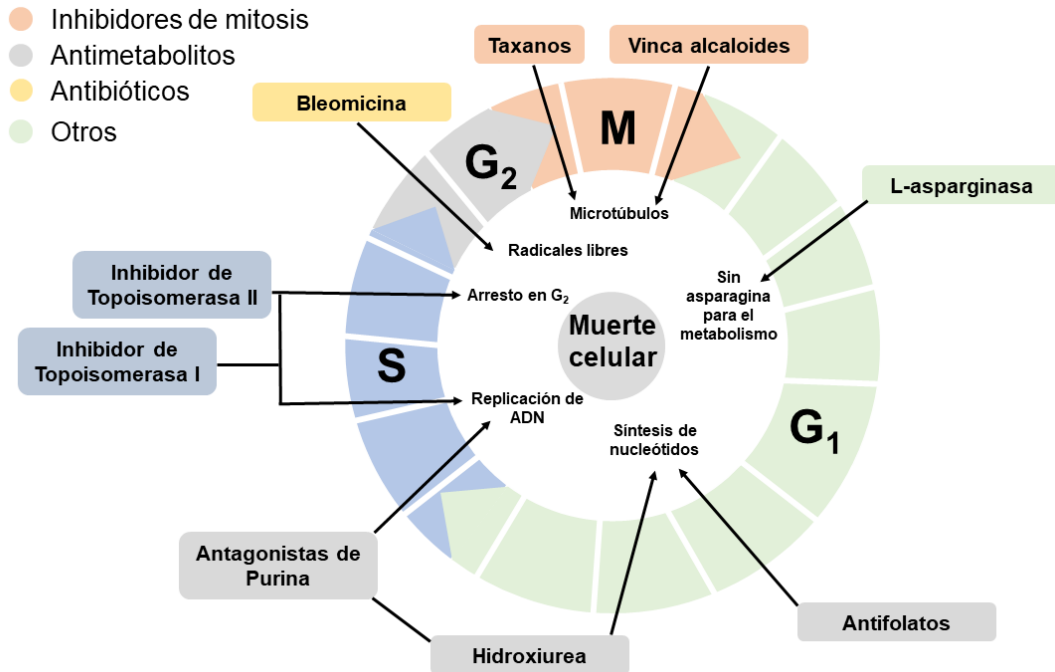 Inhibidores de mitosis
Antimetabolitos
Antibióticos
Otros
Taxanos
Vinca alcaloides
Bleomicina
M
G₂
L-asparginasa
Microtúbulos
Radicales libres
Inhibidor de
Topoisomerasa II
Arresto en G₂
Sin
asparagina
para el
metabolismo
Muerte
celular
Inhibidor de
Topoisomerasa I
S
Replicación de
ADN
Síntesis de
nucleótidos
G₁
Antagonistas de
Purina
Antifolatos
Hidroxiurea